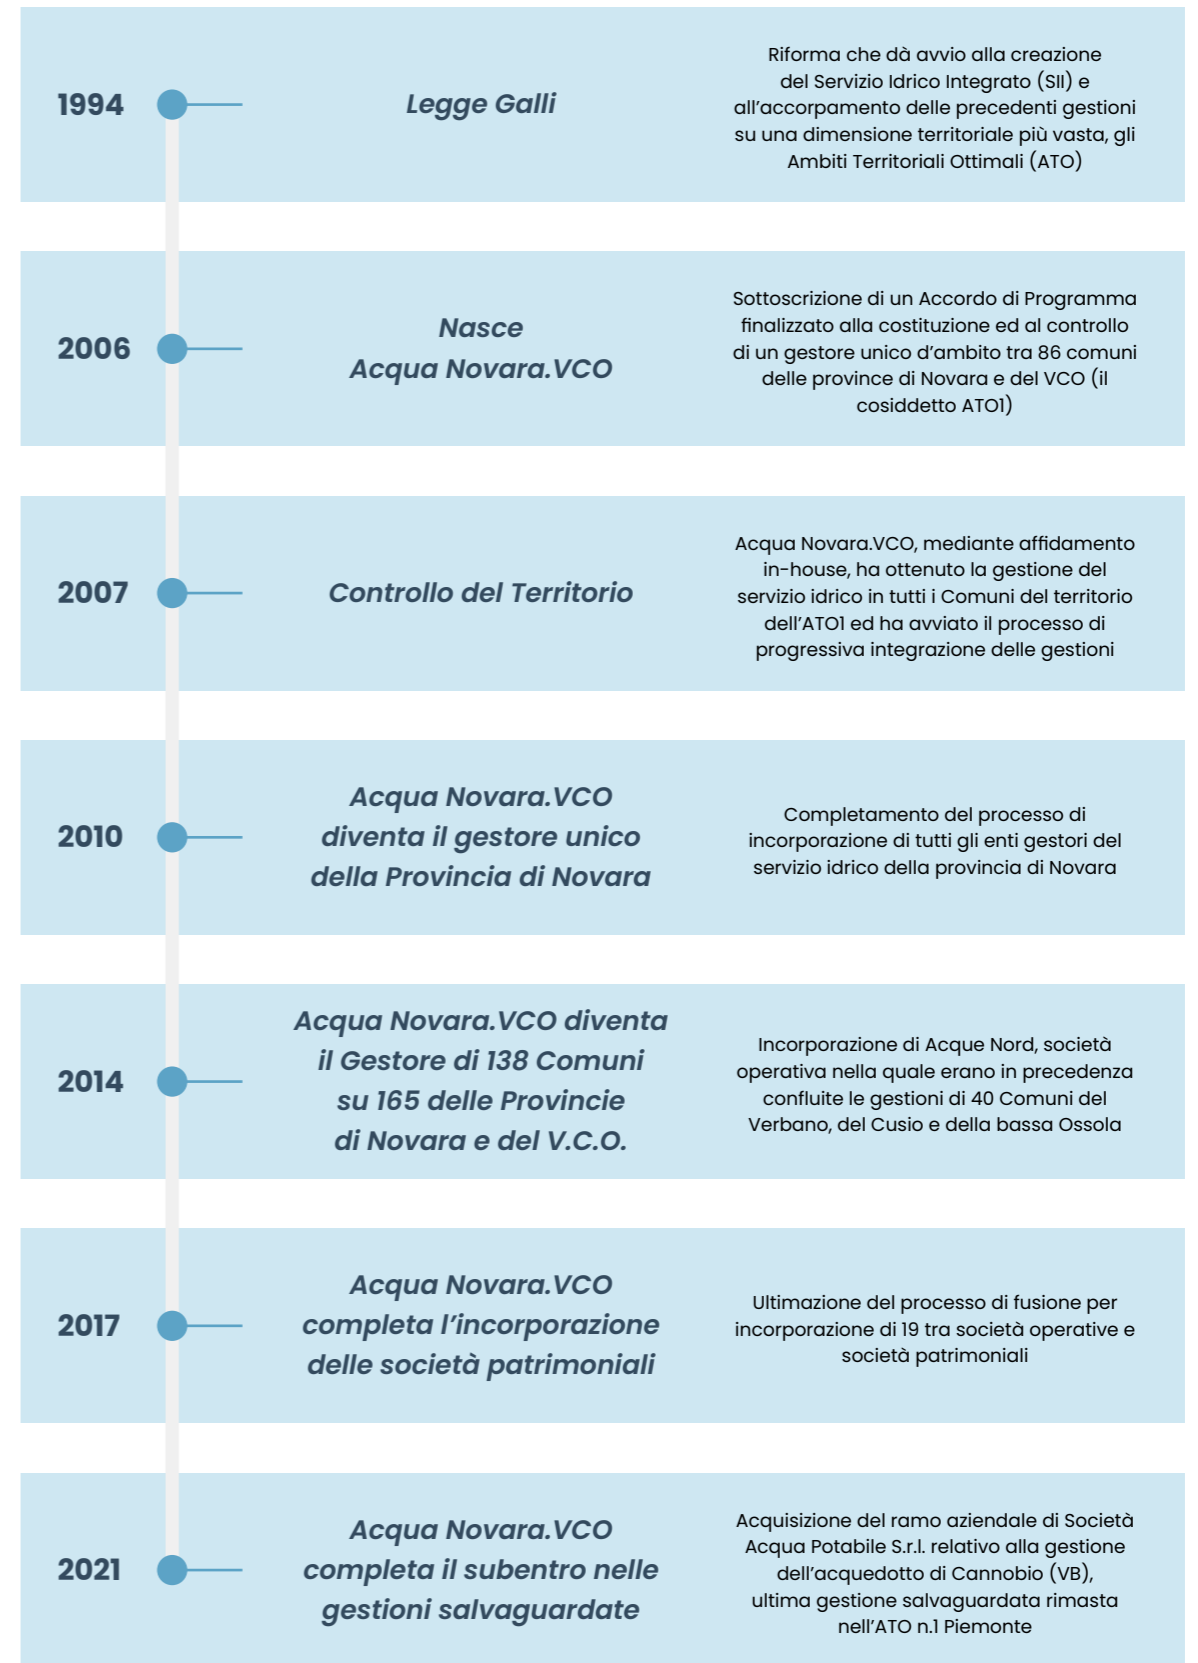 1994
Legge Galli
Riforma che dà avvio alla creazione
del Servizio Idrico Integrato (SII) e
all'accorpamento delle precedenti gestioni
su una dimensione territoriale più vasta, gli
Ambiti Territoriali Ottimali (ATO)
2006
Nasce
Acqua Novara.VCO
Sottoscrizione di un Accordo di Programma
finalizzato alla costituzione ed al controllo
di un gestore unico d'ambito tra 86 comuni
delle province di Novara e del VCO (il
cosiddetto ATO1)
2007
Controllo del Territorio
Acqua Novara.VCO, mediante affidamento
in-house, ha ottenuto la gestione del
servizio idrico in tutti i Comuni del territorio
dell'ATO1 ed ha avviato il processo di
progressiva integrazione delle gestioni
2010
Acqua Novara.VCO
diventa il gestore unico
della Provincia di Novara
Completamento del processo di
incorporazione di tutti gli enti gestori del
servizio idrico della provincia di Novara
2014
Acqua Novara.VCO diventa
il Gestore di 138 Comuni
su 165 delle Provincie
di Novara e del V.C.O.
Incorporazione di Acque Nord, società
operativa nella quale erano in precedenza
confluite le gestioni di 40 Comuni del
Verbano, del Cusio e della bassa Ossola
2017
Acqua Novara.VCO
completa l'incorporazione
delle società patrimoniali
Ultimazione del processo di fusione per
incorporazione di 19 tra società operative e
società patrimoniali
2021
Acqua Novara.VCO
completa il subentro nelle
gestioni salvaguardate
Acquisizione del ramo aziendale di Società
Acqua Potabile S.r.l. relativo alla gestione
dell'acquedotto di Cannobio (VB),
ultima gestione salvaguardata rimasta
nell'ATO n.1 Piemonte